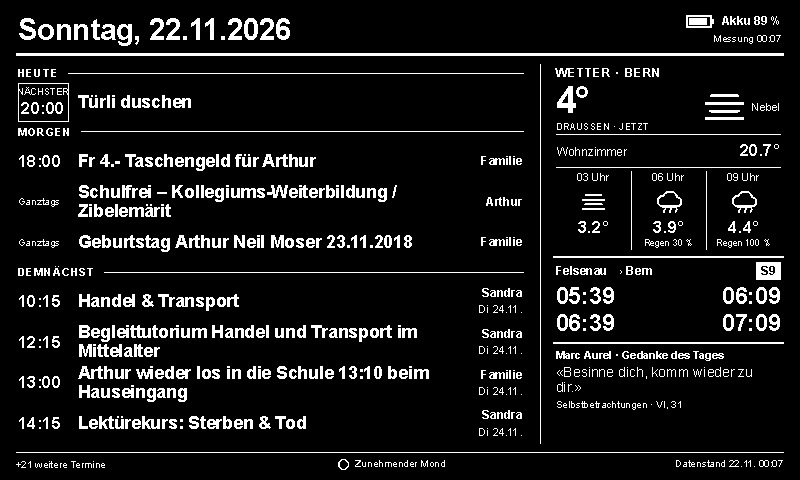 Sonntag, 22.11.2026
Akku 89 %
Messung 00:07
HEUTE
NÄCHSTER
20:00 Türli duschen
MORGEN
18:00 Fr 4.- Taschengeld für Arthur Familie
Ganztags Schulfrei – Kollegiums-Weiterbildung /
Zibelemärit Arthur
Ganztags Geburtstag Arthur Neil Moser 23.11.2018 Familie
DEMNÄCHST
10:15 Handel & Transport Sandra
Di 24.11.
12:15 Begleittutorium Handel und Transport im
Mittelalter Sandra
Di 24.11.
13:00 Arthur wieder los in die Schule 13:10 beim
Hauseingang Familie
Di 24.11.
14:15 Lektürekurs: Sterben & Tod Sandra
Di 24.11.
WETTER · BERN
4°
Nebel
DRAUSSEN · JETZT
Wohnzimmer 20.7°
03 Uhr 06 Uhr 09 Uhr
3.2° 3.9° 4.4°
Regen 30 % Regen 100 %
Felsenau → Bern S9
05:39 06:09
06:39 07:09
Marc Aurel · Gedanke des Tages
«Besinne dich, komm wieder zu
dir.»
Selbstbetrachtungen · VI, 31
+21 weitere Termine
Zunehmender Mond
Datenstand 22.11. 00:07